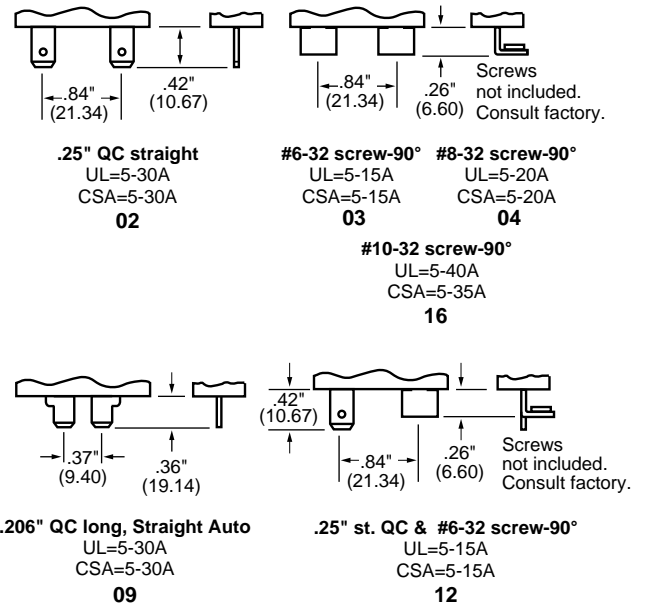 .84"
(21.34)
.42"
(10.67)
.84"
(21.34)
.26"
(6.60)
Screws
not included.
Consult factory.
.25" QC straight
UL=5-30A
CSA=5-30A
02
#6-32 screw-90°
UL=5-15A
CSA=5-15A
03
#8-32 screw-90°
UL=5-20A
CSA=5-20A
04
#10-32 screw-90°
UL=5-40A
CSA=5-35A
16
.37"
(9.40)
.36"
(19.14)
.42"
(10.67)
.84"
(21.34)
.26"
(6.60)
Screws
not included.
Consult factory.
.206" QC long, Straight Auto
UL=5-30A
CSA=5-30A
09
.25" st. QC & #6-32 screw-90°
UL=5-15A
CSA=5-15A
12